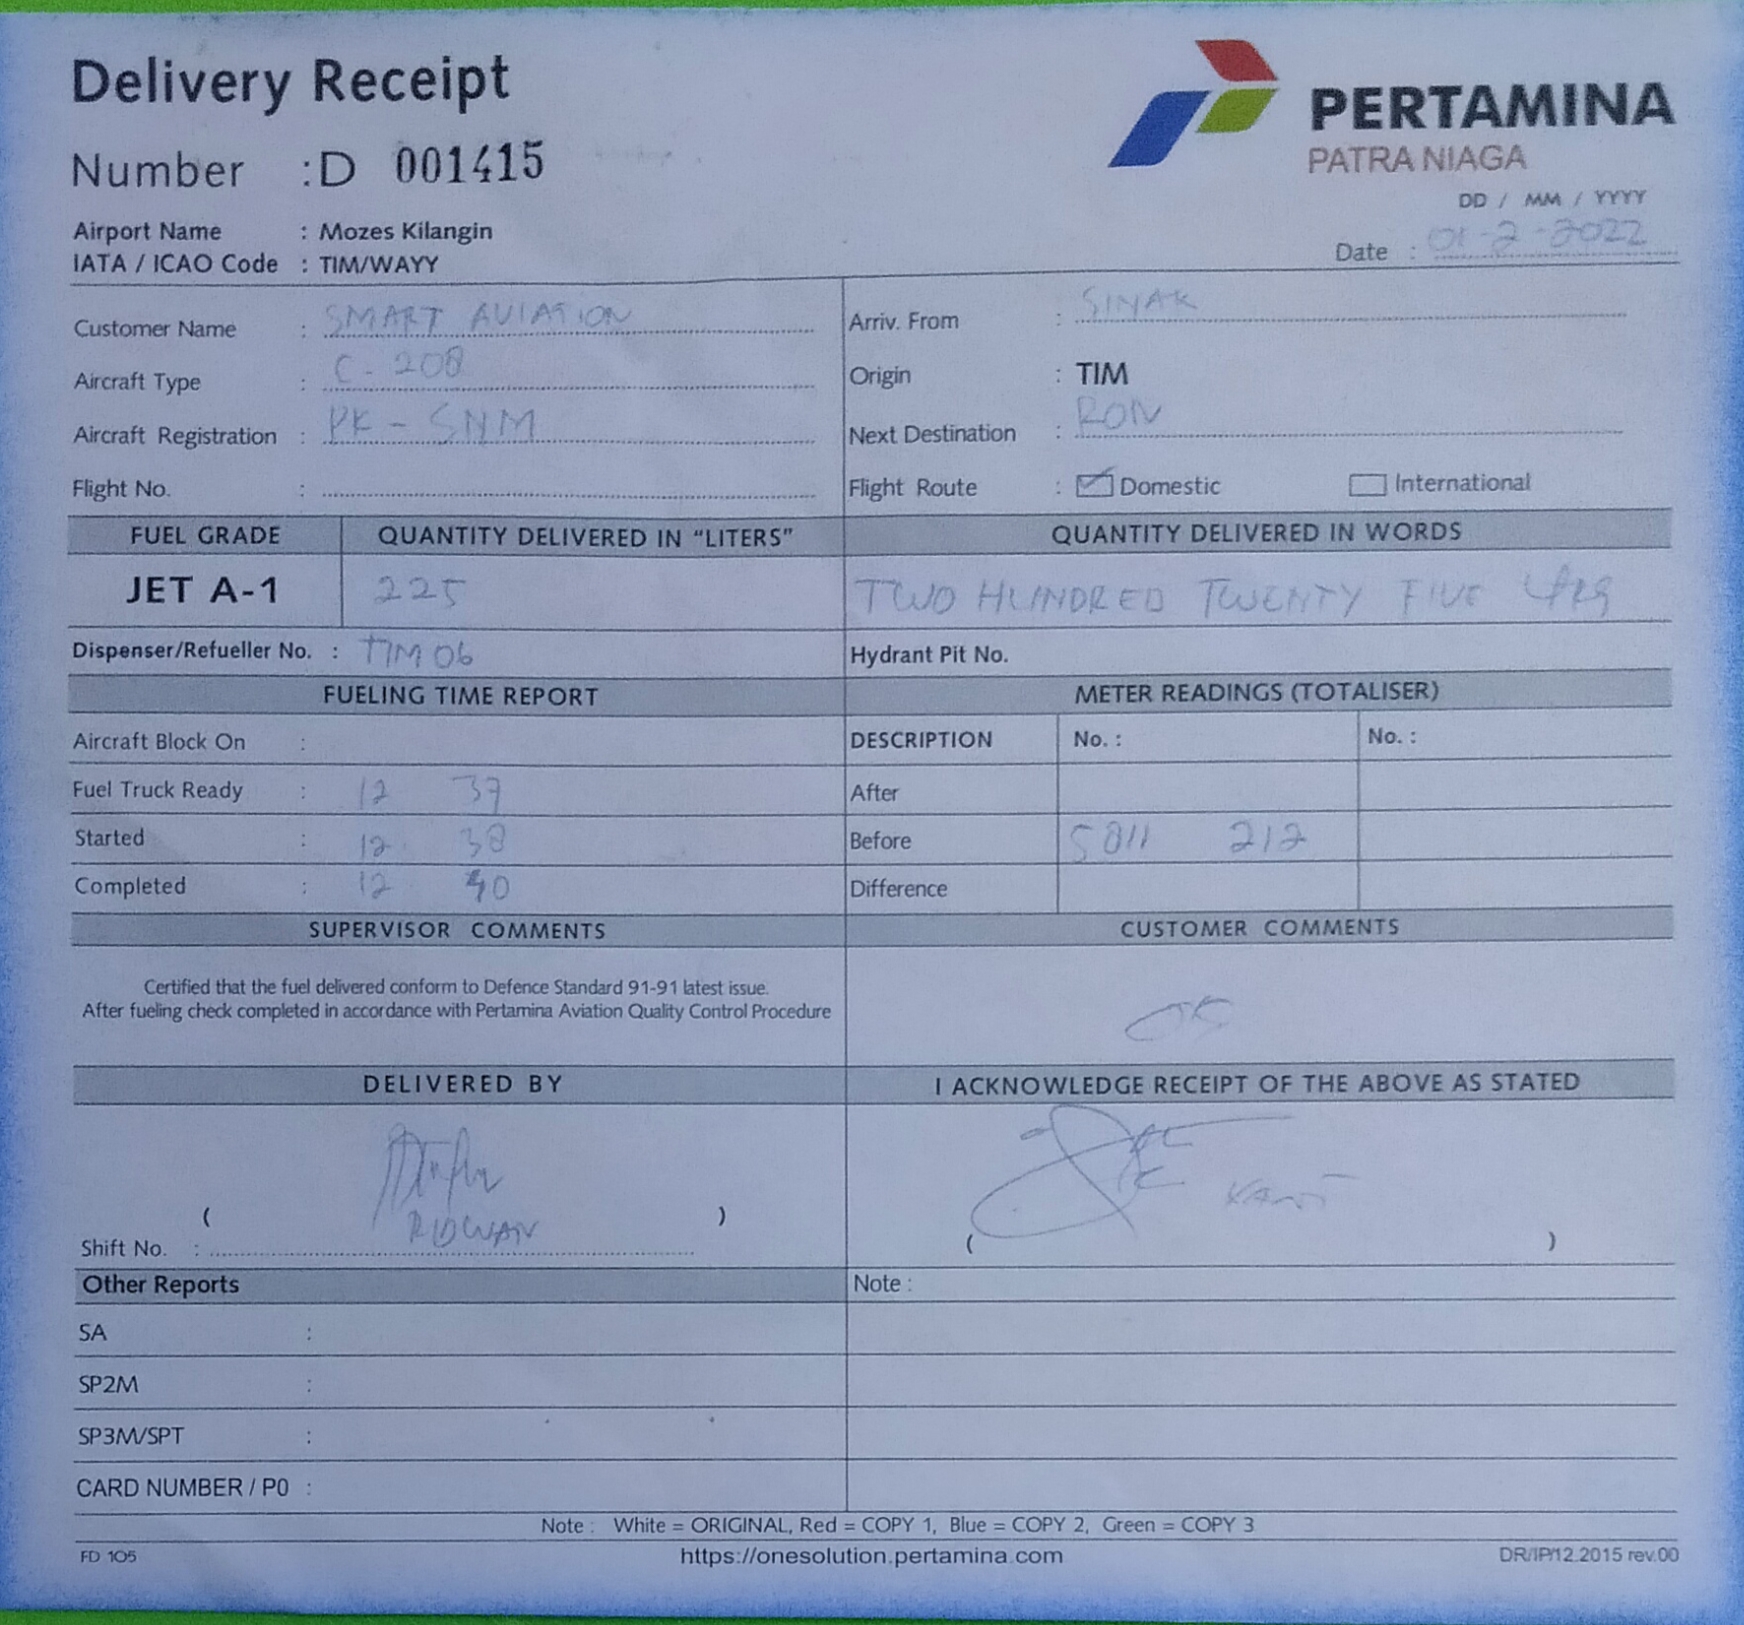 Delivery Receipt
Number : D 001415
PERTAMINA
PATRA NIAGA
DD / MM / YYYY
Airport Name : Mozes Kilangin
IATA / ICAO Code : TIM/WAYY
Date : 01-2-2022
Customer Name : SMART AVIATION
Arriv. From : SINAK
Aircraft Type : C-208
Origin : TIM
Aircraft Registration : PK-SNM
Next Destination : RON
Flight No. :
Flight Route : Domestic International
FUEL GRADE QUANTITY DELIVERED IN "LITERS" QUANTITY DELIVERED IN WORDS
JET A-1 225 TWO HUNDRED TWENTY FIVE
Dispenser/Refueller No. : TIM 06 Hydrant Pit No.
FUELING TIME REPORT METER READINGS (TOTALISER)
Aircraft Block On : DESCRIPTION No. : No. :
Fuel Truck Ready : 12 37 After
Started : 12 38 Before 5011 212
Completed : 12 40 Difference
SUPERVISOR COMMENTS CUSTOMER COMMENTS
Certified that the fuel delivered conform to Defence Standard 91-91 latest issue.
After fueling check completed in accordance with Pertamina Aviation Quality Control Procedure
DELIVERED BY I ACKNOWLEDGE RECEIPT OF THE ABOVE AS STATED
( RIDWAN ) ( )
Shift No. :
Other Reports Note :
SA :
SP2M :
SP3M/SPT :
CARD NUMBER / P0 :
Note : White = ORIGINAL, Red = COPY 1, Blue = COPY 2, Green = COPY 3
FD 105 https://onesolution.pertamina.com DR/IP/12.2015 rev.00